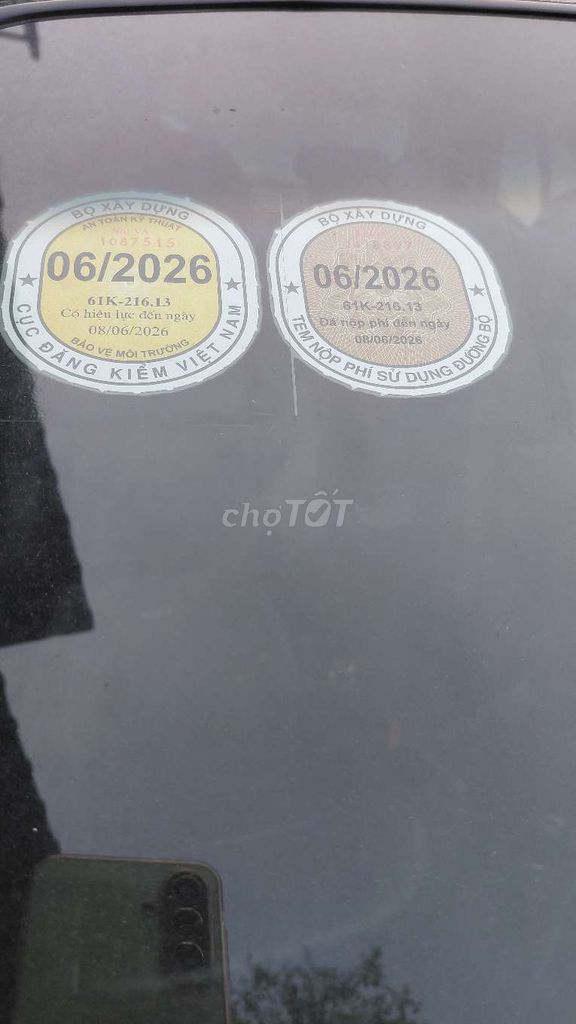 BỘ XÂY DỰNG
AN TOÀN KỸ THUẬT
1087515
06/2026
61K-216.13
Có hiệu lực đến ngày
08/06/2026
BẢO VỆ MÔI TRƯỜNG
CỤC ĐĂNG KIỂM VIỆT NAM
BỘ XÂY DỰNG
06/2026
61K-216.13
Đã nộp phí đến ngày
08/06/2026
TEM NỘP PHÍ SỬ DỤNG ĐƯỜNG BỘ
chợTỐT